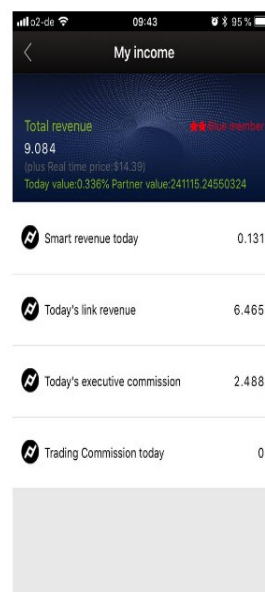 o2-de 09:43 95 %
My income
Total revenue
Blue member
9.084
(plus Real time price:$14.39)
Today value:0.336% Partner value:241115.24550324
Smart revenue today 0.131
Today's link revenue 6.465
Today's executive commission 2.488
Trading Commission today 0